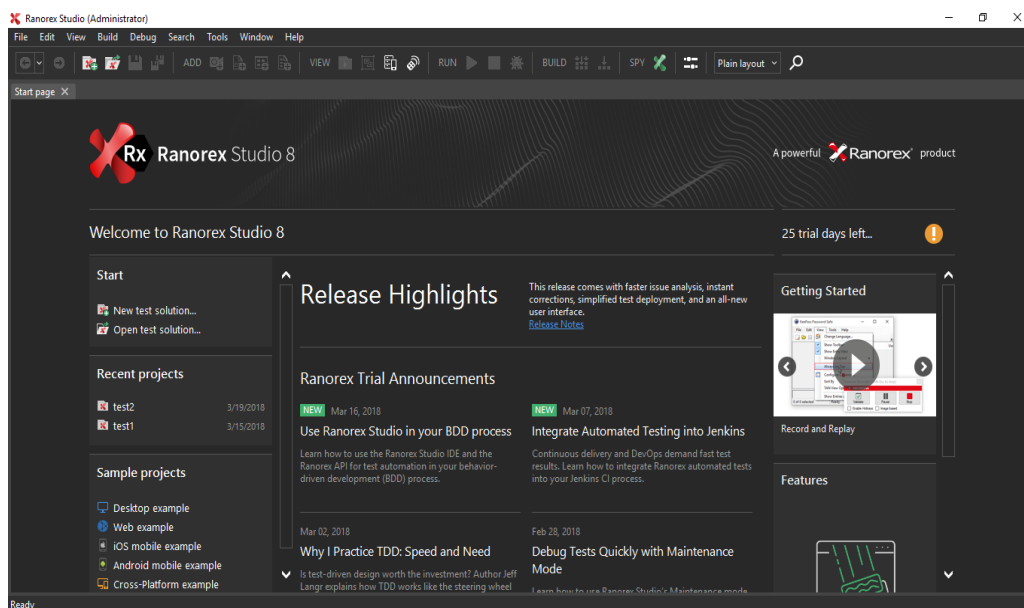 Ranorex Studio (Administrator)
File Edit View Build Debug Search Tools Window Help
ADD VIEW RUN BUILD SPY Plain layout
Start page
Rx Ranorex Studio 8
A powerful Ranorex product
Welcome to Ranorex Studio 8
25 trial days left...
Start
New test solution...
Open test solution...
Recent projects
test2 3/19/2018
test1 3/15/2018
Sample projects
Desktop example
Web example
iOS mobile example
Android mobile example
Cross-Platform example
Release Highlights
This release comes with faster issue analysis, instant
corrections, simplified test deployment, and an all-new
user interface.
Release Notes
Ranorex Trial Announcements
NEW Mar 16, 2018
Use Ranorex Studio in your BDD process
Learn how to use the Ranorex Studio IDE and the
Ranorex API for test automation in your behavior-
driven development (BDD) process.
NEW Mar 07, 2018
Integrate Automated Testing into Jenkins
Continuous delivery and DevOps demand fast test
results. Learn how to integrate Ranorex automated tests
into your Jenkins CI process.
Mar 02, 2018
Why I Practice TDD: Speed and Need
Is test-driven design worth the investment? Author Jeff
Langr explains how TDD works like the steering wheel
Feb 28, 2018
Debug Tests Quickly with Maintenance
Mode
Learn how to use Ranorex Studio's Maintenance mode
Getting Started
Record and Replay
Features
Ready